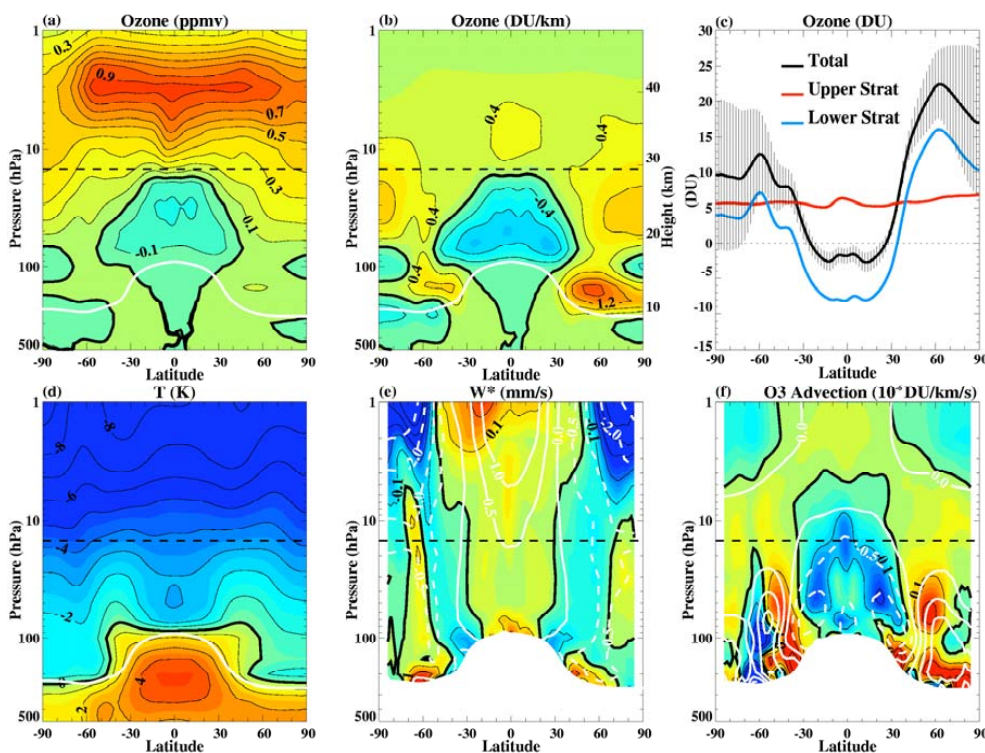 (a) Ozone (ppmv)
(b) Ozone (DU/km)
(c) Ozone (DU)
1
10
100
500
Pressure (hPa)
0.3
0.9
0.7
0.5
0.3
0.1
-0.1
-90 -60 -30 0 30 60 90
Latitude
0.4
0.4
0.4
-0.4
0.4
1.2
40
30
20
10
Height (km)
-90 -60 -30 0 30 60 90
Latitude
30
25
20
15
10
5
0
-5
-10
-15
(DU)
Total
Upper Strat
Lower Strat
-90 -60 -30 0 30 60 90
Latitude
(d) T (K)
(e) W* (mm/s)
(f) O3 Advection (10⁻⁶ DU/km/s)
1
10
100
500
Pressure (hPa)
-8
-8
-6
-4
-2
4
2
-90 -60 -30 0 30 60 90
Latitude
1
10
100
500
Pressure (hPa)
0.1
0.0
-0.5
-0.1
-2.0
1.0
0.5
-0.1
-90 -60 -30 0 30 60 90
Latitude
1
10
100
500
Pressure (hPa)
0.0
0.0
-0.5
-0.1
0.1
-90 -60 -30 0 30 60 90
Latitude